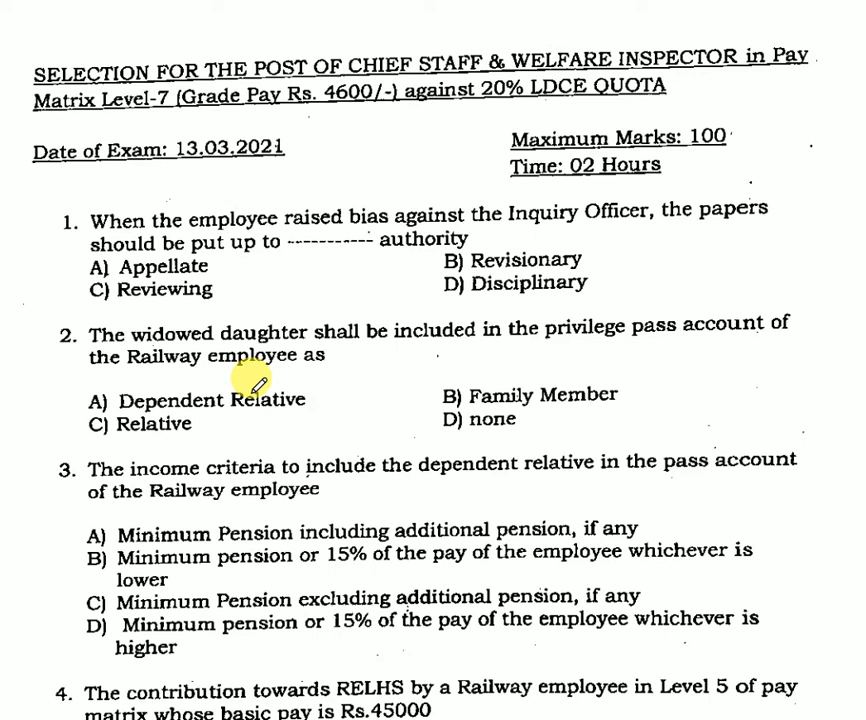 SELECTION FOR THE POST OF CHIEF STAFF & WELFARE INSPECTOR in Pay
Matrix Level-7 (Grade Pay Rs. 4600/-) against 20% LDCE QUOTA
Date of Exam: 13.03.2021
Maximum Marks: 100
Time: 02 Hours
1. When the employee raised bias against the Inquiry Officer, the papers
should be put up to ----------- authority
A) Appellate
B) Revisionary
C) Reviewing
D) Disciplinary
2. The widowed daughter shall be included in the privilege pass account of
the Railway employee as
A) Dependent Relative
B) Family Member
C) Relative
D) none
3. The income criteria to include the dependent relative in the pass account
of the Railway employee
A) Minimum Pension including additional pension, if any
B) Minimum pension or 15% of the pay of the employee whichever is
lower
C) Minimum Pension excluding additional pension, if any
D) Minimum pension or 15% of the pay of the employee whichever is
higher
4. The contribution towards RELHS by a Railway employee in Level 5 of pay
matrix whose basic pay is Rs.45000